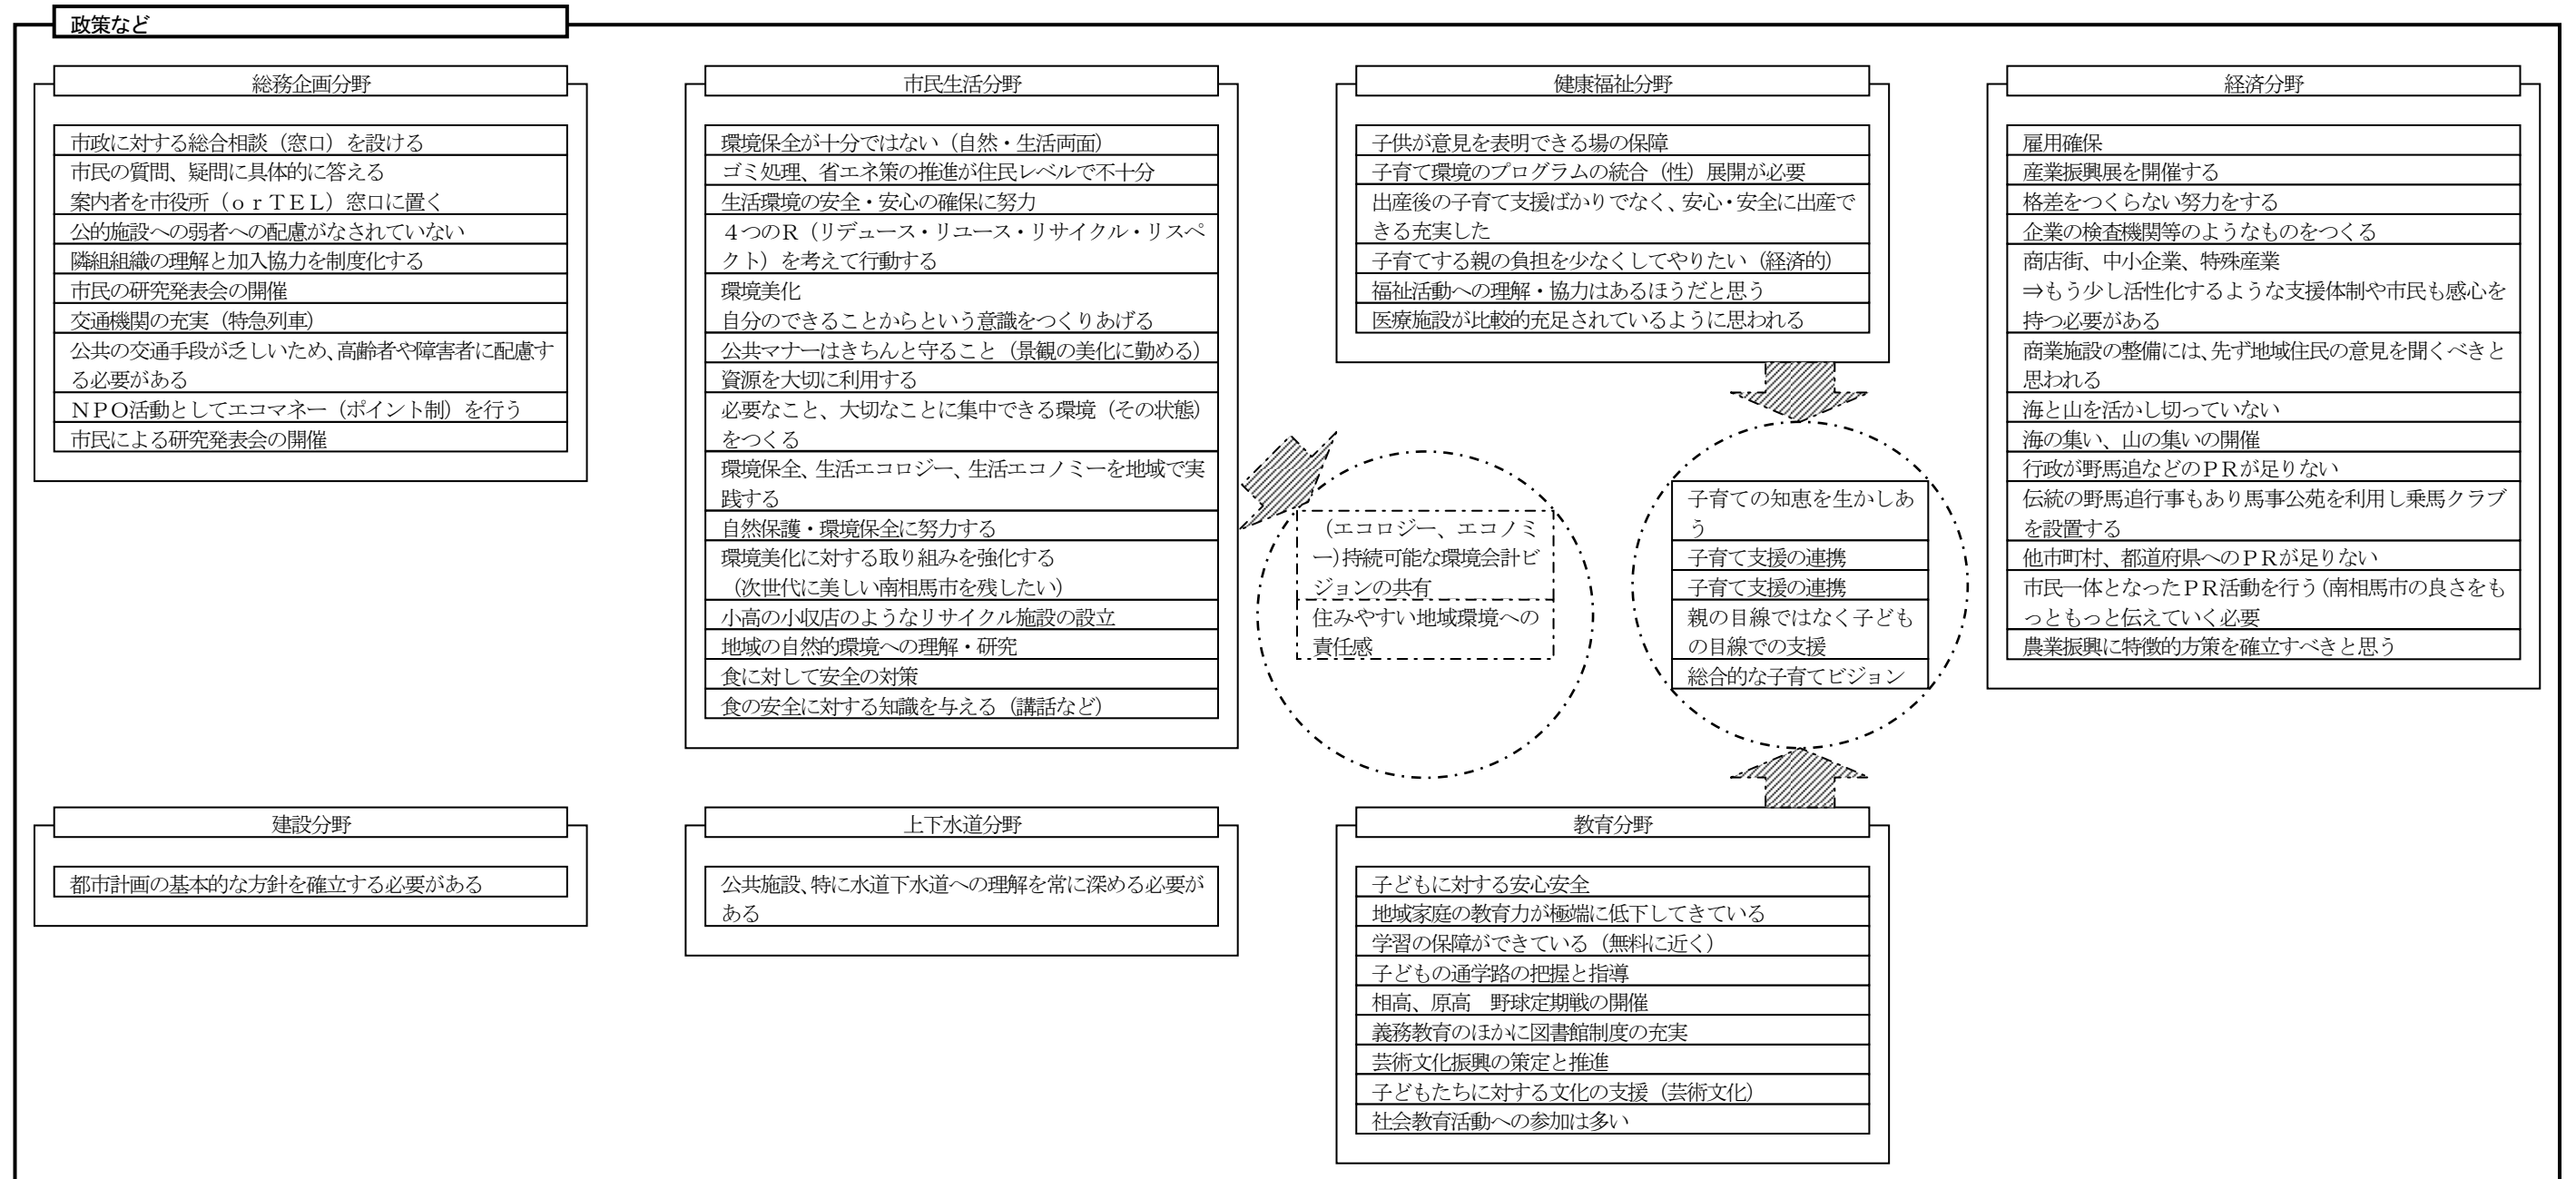 政策など
総務企画分野
市政に対する総合相談（窓口）を設ける
市民の質問、疑問に具体的に答える
案内者を市役所（ｏｒＴＥＬ）窓口に置く
公的施設への弱者への配慮がなされていない
隣組組織の理解と加入協力を制度化する
市民の研究発表会の開催
交通機関の充実（特急列車）
公共の交通手段が乏しいため、高齢者や障害者に配慮す
る必要がある
ＮＰＯ活動としてエコマネー（ポイント制）を行う
市民による研究発表会の開催
市民生活分野
環境保全が十分ではない（自然・生活両面）
ゴミ処理、省エネ策の推進が住民レベルで不十分
生活環境の安全・安心の確保に努力
４つのＲ（リデュース・リユース・リサイクル・リスペ
クト）を考えて行動する
環境美化
自分のできることからという意識をつくりあげる
公共マナーはきちんと守ること（景観の美化に勤める）
資源を大切に利用する
必要なこと、大切なことに集中できる環境（その状態）
をつくる
環境保全、生活エコロジー、生活エコノミーを地域で実
践する
自然保護・環境保全に努力する
環境美化に対する取り組みを強化する
（次世代に美しい南相馬市を残したい）
小高の小収店のようなリサイクル施設の設立
地域の自然的環境への理解・研究
食に対して安全の対策
食の安全に対する知識を与える（講話など）
（エコロジー、エコノミ
ー）持続可能な環境会計ビ
ジョンの共有
住みやすい地域環境への
責任感
健康福祉分野
子供が意見を表明できる場の保障
子育て環境のプログラムの統合（性）展開が必要
出産後の子育て支援ばかりでなく、安心・安全に出産で
きる充実した
子育てする親の負担を少なくしてやりたい（経済的）
福祉活動への理解・協力はあるほうだと思う
医療施設が比較的充足されているように思われる
子育ての知恵を生かしあ
う
子育て支援の連携
子育て支援の連携
親の目線ではなく子ども
の目線での支援
総合的な子育てビジョン
経済分野
雇用確保
産業振興展を開催する
格差をつくらない努力をする
企業の検査機関等のようなものをつくる
商店街、中小企業、特殊産業
⇒もう少し活性化するような支援体制や市民も感心を
持つ必要がある
商業施設の整備には、先ず地域住民の意見を聞くべきと
思われる
海と山を活かし切っていない
海の集い、山の集いの開催
行政が野馬追などのＰＲが足りない
伝統の野馬追行事もあり馬事公苑を利用し乗馬クラブ
を設置する
他市町村、都道府県へのＰＲが足りない
市民一体となったＰＲ活動を行う（南相馬市の良さをも
っともっと伝えていく必要
農業振興に特徴的方策を確立すべきと思う
建設分野
都市計画の基本的な方針を確立する必要がある
上下水道分野
公共施設、特に水道下水道への理解を常に深める必要が
ある
教育分野
子どもに対する安心安全
地域家庭の教育力が極端に低下してきている
学習の保障ができている（無料に近く）
子どもの通学路の把握と指導
相高、原高　野球定期戦の開催
義務教育のほかに図書館制度の充実
芸術文化振興の策定と推進
子どもたちに対する文化の支援（芸術文化）
社会教育活動への参加は多い